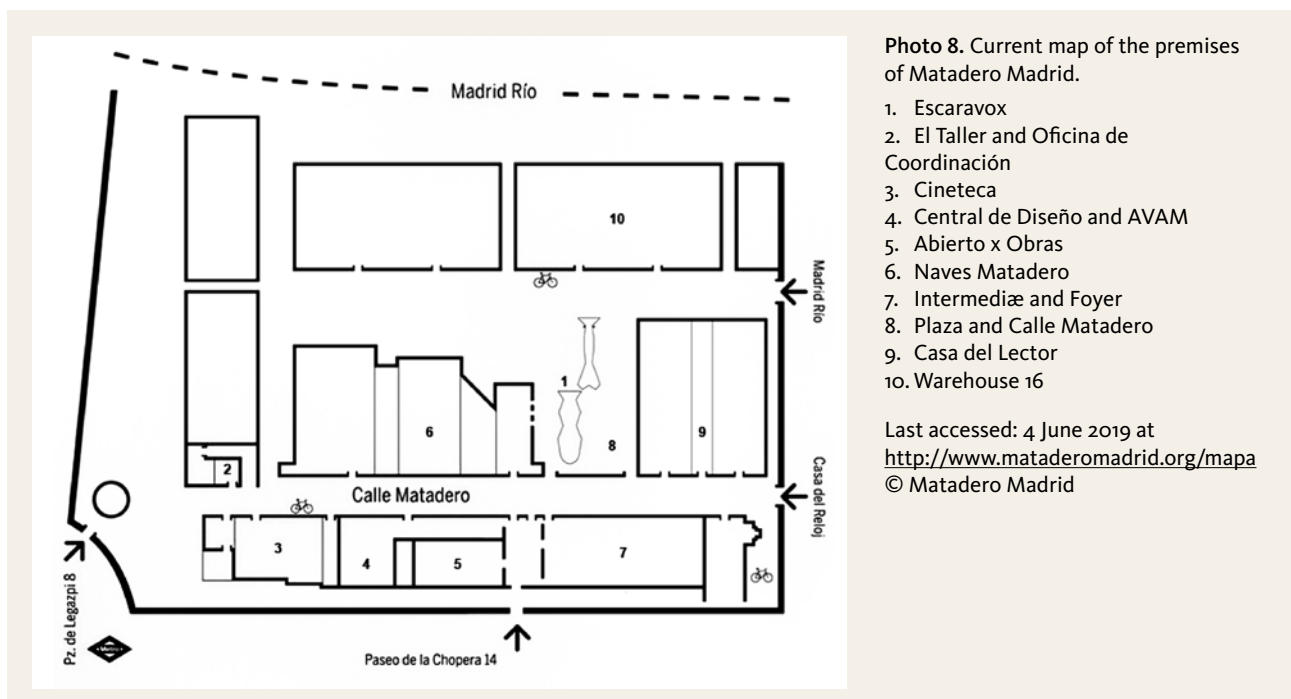 Madrid Río
10
Madrid Río
1
6
8
9
2
Casa del Reloj
Calle Matadero
3
4
5
7
Pz. de Legazpi 8
Metro
Paseo de la Chopera 14
Photo 8. Current map of the premises
of Matadero Madrid.
1. Escaravox
2. El Taller and Oficina de
Coordinación
3. Cineteca
4. Central de Diseño and AVAM
5. Abierto x Obras
6. Naves Matadero
7. Intermediæ and Foyer
8. Plaza and Calle Matadero
9. Casa del Lector
10. Warehouse 16
Last accessed: 4 June 2019 at
http://www.mataderomadrid.org/mapa
© Matadero Madrid